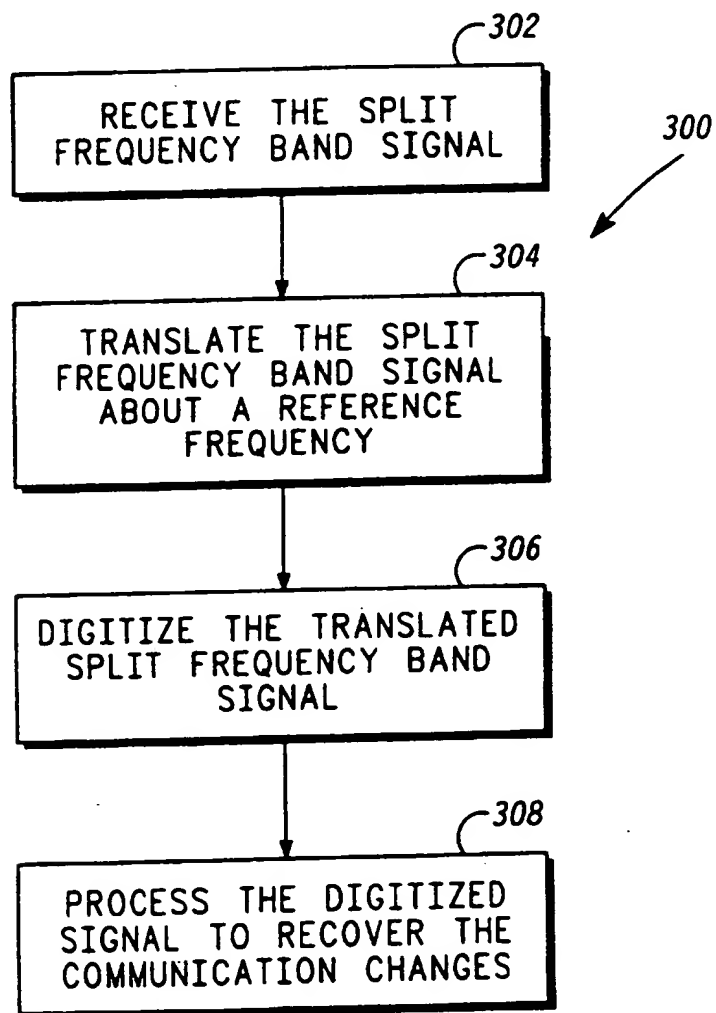 302
RECEIVE THE SPLIT
FREQUENCY BAND SIGNAL
300
304
TRANSLATE THE SPLIT
FREQUENCY BAND SIGNAL
ABOUT A REFERENCE
FREQUENCY
306
DIGITIZE THE TRANSLATED
SPLIT FREQUENCY BAND
SIGNAL
308
PROCESS THE DIGITIZED
SIGNAL TO RECOVER THE
COMMUNICATION CHANGES